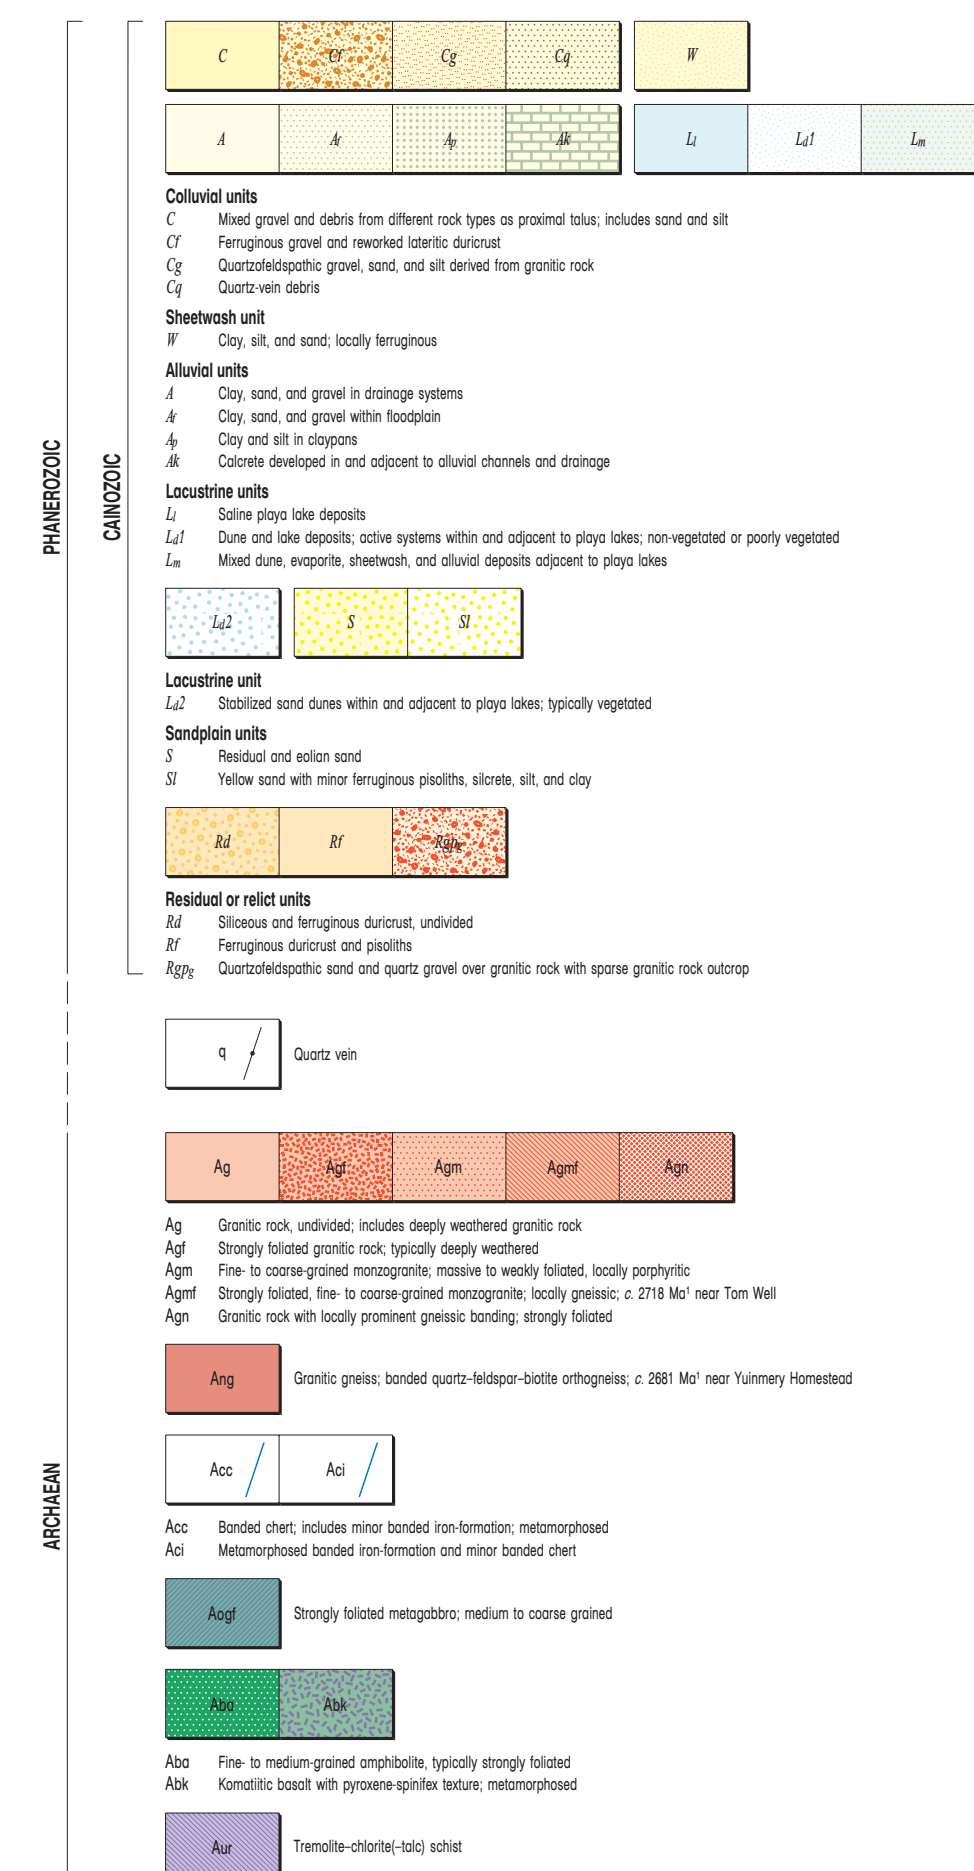 C Cf Cg Cq W
A Af Ap Ak Ll Ld1 Lm
Colluvial units
C Mixed gravel and debris from different rock types as proximal talus; includes sand and silt
Cf Ferruginous gravel and reworked lateritic duricrust
Cg Quartzofeldspathic gravel, sand, and silt derived from granitic rock
Cq Quartz-vein debris
Sheetwash unit
W Clay, silt, and sand; locally ferruginous
Alluvial units
A Clay, sand, and gravel in drainage systems
Af Clay, sand, and gravel within floodplain
Ap Clay and silt in claypans
Ak Calcrete developed in and adjacent to alluvial channels and drainage
Lacustrine units
Ll Saline playa lake deposits
Ld1 Dune and lake deposits; active systems within and adjacent to playa lakes; non-vegetated or poorly vegetated
Lm Mixed dune, evaporite, sheetwash, and alluvial deposits adjacent to playa lakes
PHANEROZOIC
CAINOZOIC
Ld2 S Sl
Lacustrine unit
Ld2 Stabilized sand dunes within and adjacent to playa lakes; typically vegetated
Sandplain units
S Residual and eolian sand
Sl Yellow sand with minor ferruginous pisoliths, silcrete, silt, and clay
Rd Rf Rgpg
Residual or relict units
Rd Siliceous and ferruginous duricrust, undivided
Rf Ferruginous duricrust and pisoliths
Rgpg Quartzofeldspathic sand and quartz gravel over granitic rock with sparse granitic rock outcrop
q Quartz vein
Ag Agf Agm Agmf Agn
Ag Granitic rock, undivided; includes deeply weathered granitic rock
Agf Strongly foliated granitic rock; typically deeply weathered
Agm Fine- to coarse-grained monzogranite; massive to weakly foliated, locally porphyritic
Agmf Strongly foliated, fine- to coarse-grained monzogranite; locally gneissic; c. 2718 Ma¹ near Tom Well
Agn Granitic rock with locally prominent gneissic banding; strongly foliated
Ang Granitic gneiss; banded quartz–feldspar–biotite orthogneiss; c. 2681 Ma¹ near Yuinmery Homestead
Acc Aci
ARCHAEAN
Acc Banded chert; includes minor banded iron-formation; metamorphosed
Aci Metamorphosed banded iron-formation and minor banded chert
Aogf Strongly foliated metagabbro; medium to coarse grained
Aba Abk
Aba Fine- to medium-grained amphibolite, typically strongly foliated
Abk Komatiitic basalt with pyroxene-spinifex texture; metamorphosed
Aur Tremolite–chlorite(–talc) schist